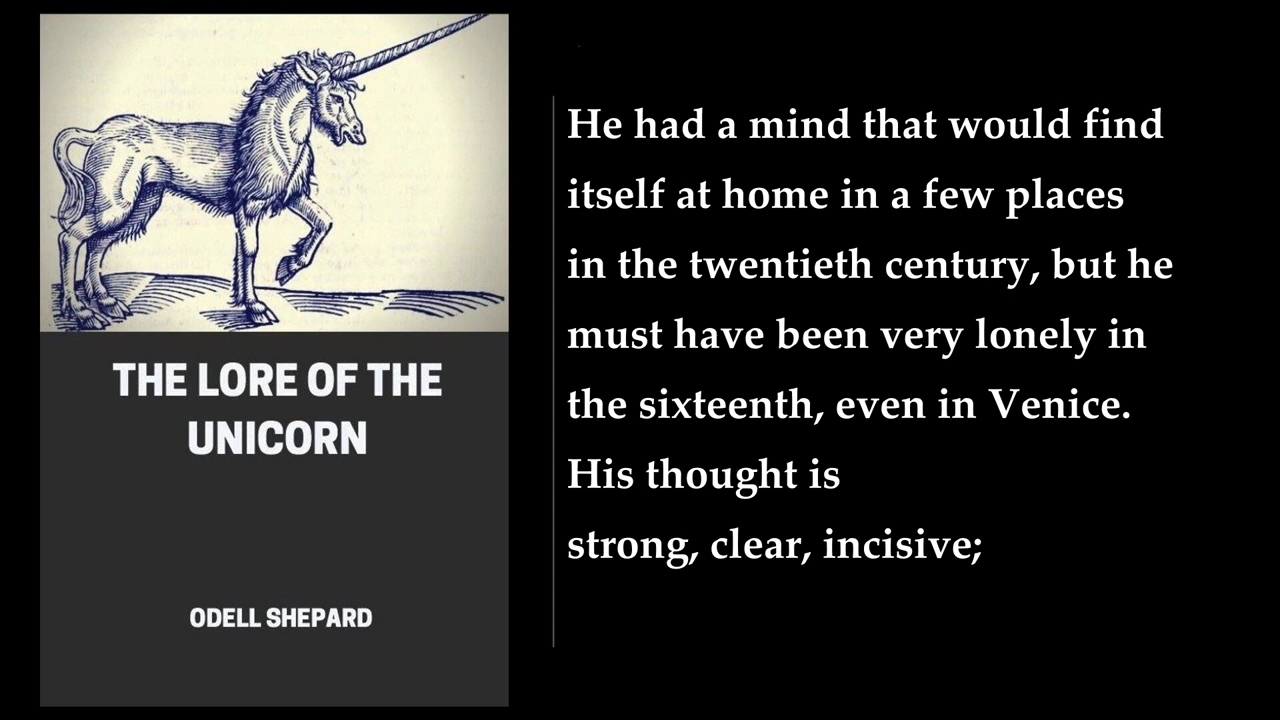 THE LORE OF THE
UNICORN
ODELL SHEPARD
He had a mind that would find
itself at home in a few places
in the twentieth century, but he
must have been very lonely in
the sixteenth, even in Venice.
His thought is
strong, clear, incisive;